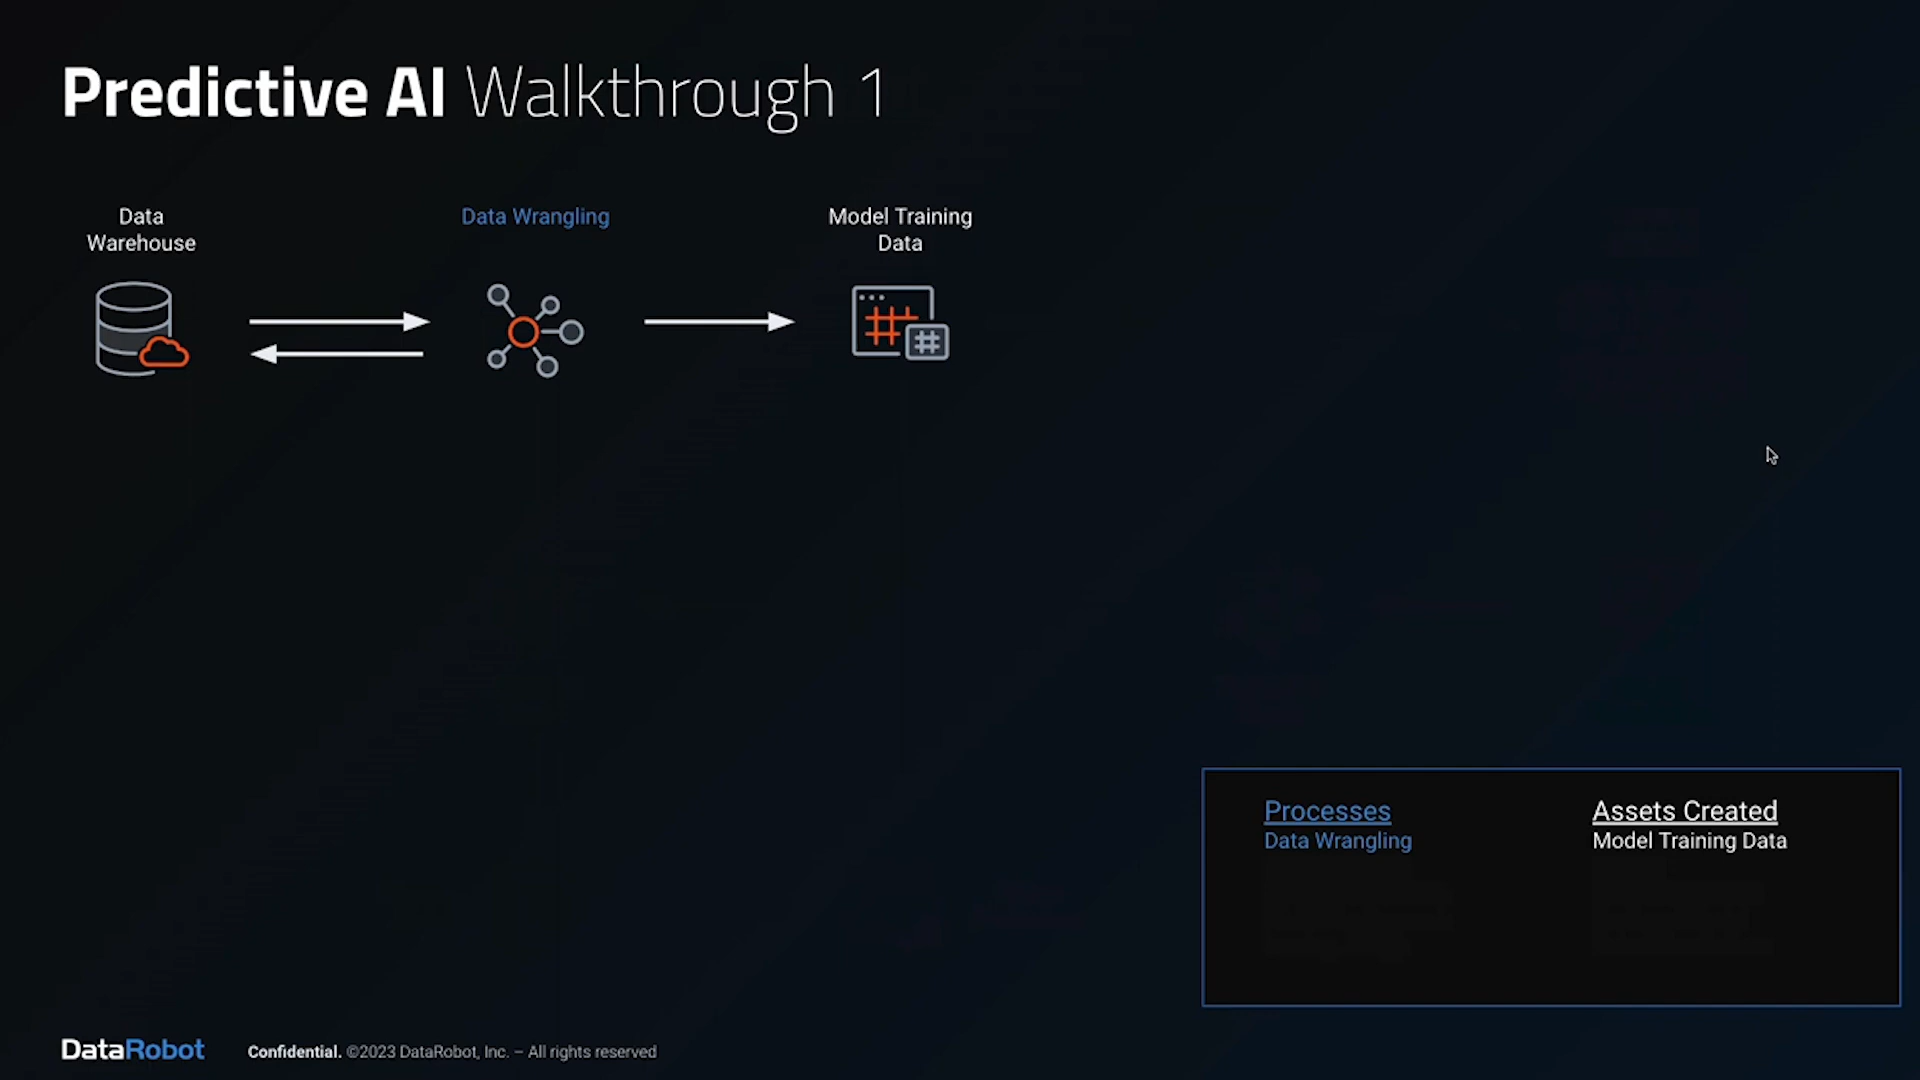 Predictive AI Walkthrough 1
Data
Warehouse
Data Wrangling
Model Training
Data
Processes
Data Wrangling
Assets Created
Model Training Data
DataRobot
Confidential. ©2023 DataRobot, Inc. – All rights reserved